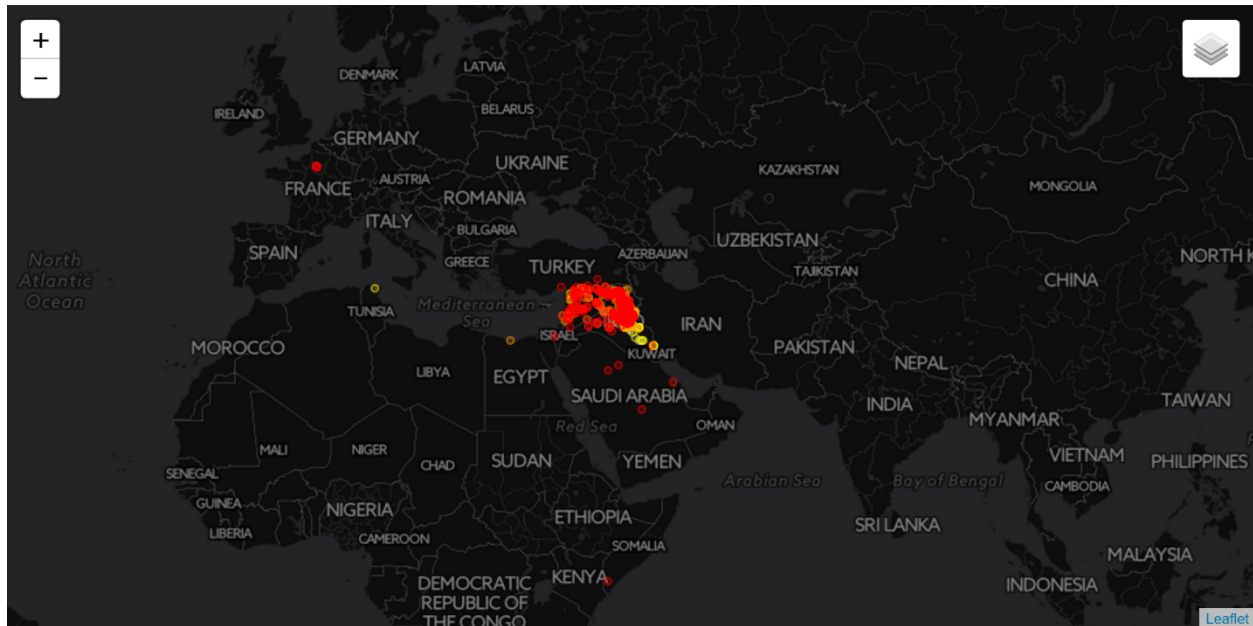 +
−
LATVIA
DENMARK
BELARUS
IRELAND
GERMANY
UKRAINE
KAZAKHSTAN
FRANCE
AUSTRIA
MONGOLIA
ROMANIA
ITALY
BULGARIA
UZBEKISTAN
SPAIN
AZERBAIJAN
North
Atlantic
Ocean
GREECE
TURKEY
TAJIKISTAN
CHINA
NORTH K
Mediterranean
Sea
TUNISIA
ISRAEL
IRAN
MOROCCO
KUWAIT
PAKISTAN
NEPAL
LIBYA
EGYPT
SAUDI ARABIA
INDIA
TAIWAN
MYANMAR
Red Sea
OMAN
MALI
NIGER
CHAD
SUDAN
YEMEN
VIETNAM
PHILIPPINES
SENEGAL
Arabian Sea
Bay of Bengal
CAMBODIA
GUINEA
NIGERIA
ETHIOPIA
SRI LANKA
LIBERIA
CAMEROON
SOMALIA
MALAYSIA
KENYA
DEMOCRATIC
REPUBLIC OF
THE CONGO
INDONESIA
Leaflet